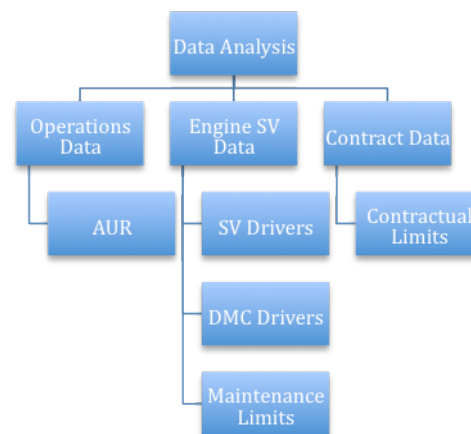 Data Analysis
Operations
Data
Engine SV
Data
Contract Data
AUR
SV Drivers
Contractual
Limits
DMC Drivers
Maintenance
Limits